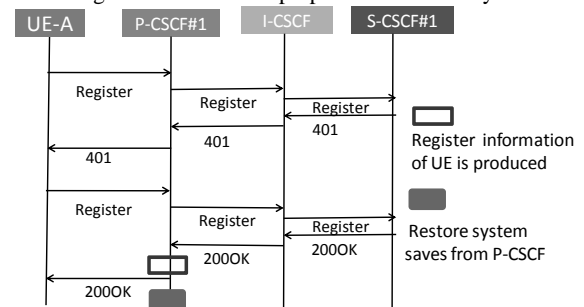 UE-A P-CSCF#1 I-CSCF S-CSCF#1
Register
Register
Register
401
401
401
Register information
of UE is produced
Register
Register
Register
200OK
200OK
200OK
Restore system
saves from P-CSCF